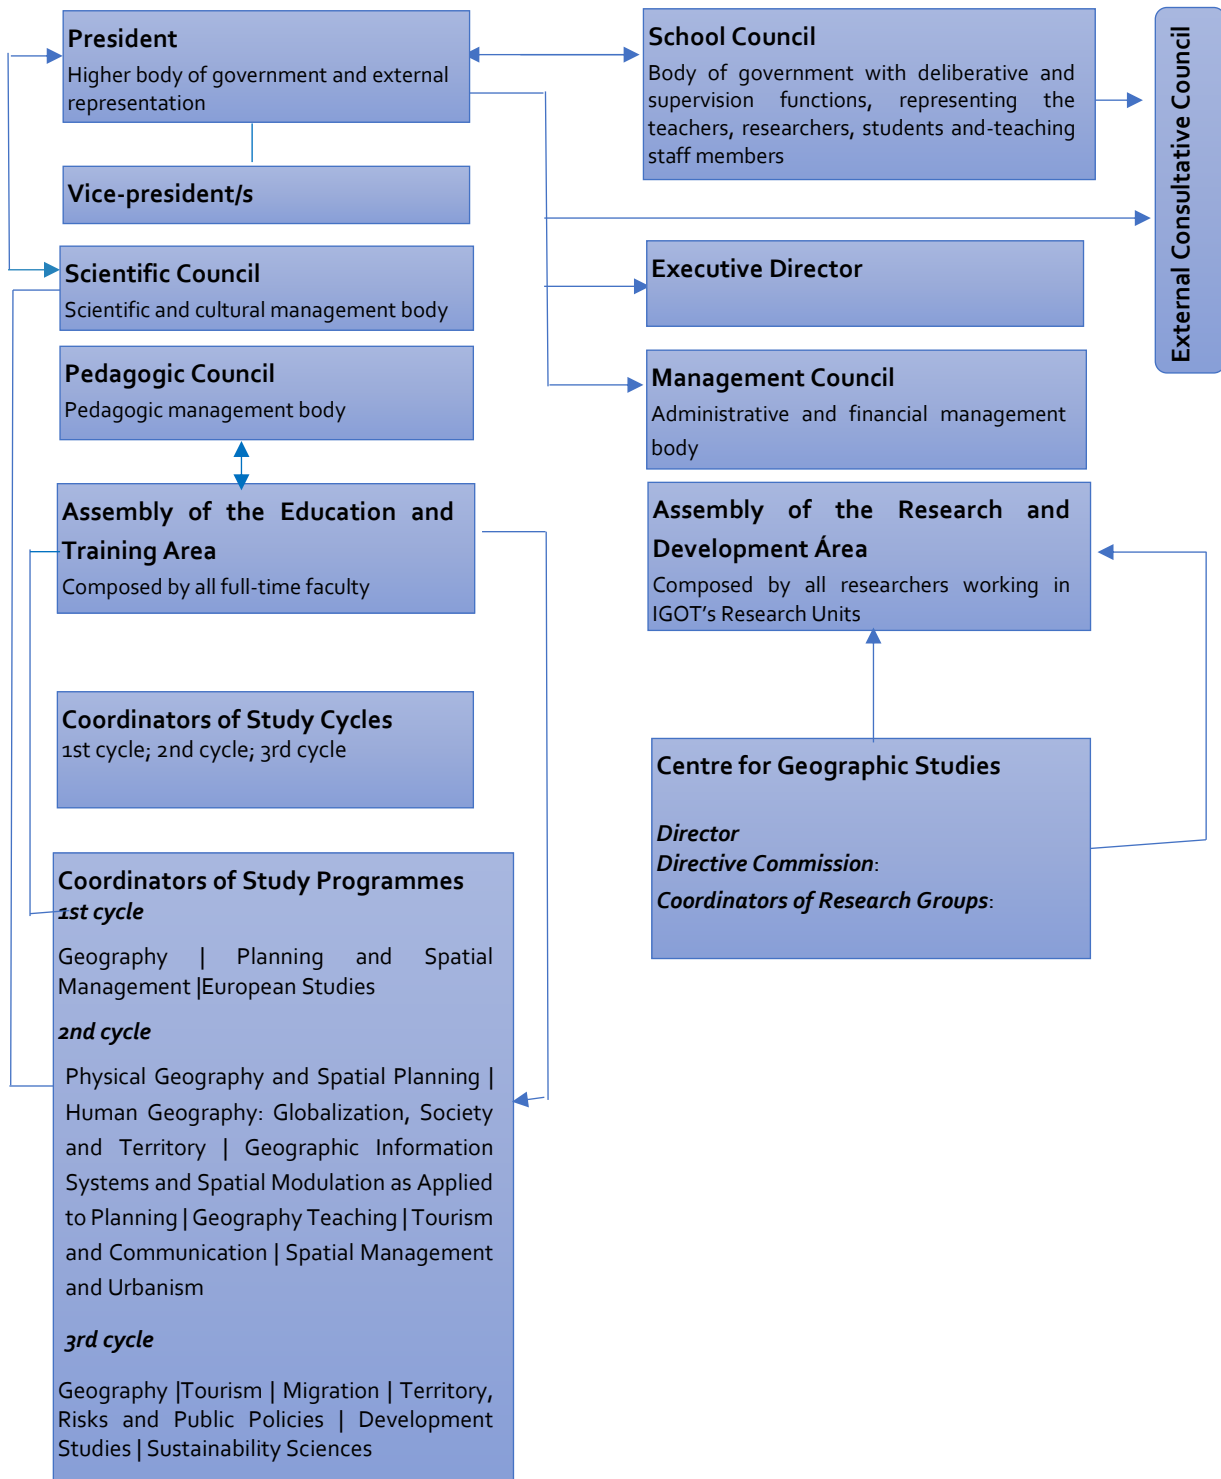 President
Higher body of government and external
representation
School Council
Body of government with deliberative and
supervision functions, representing the
teachers, researchers, students and-teaching
staff members
External Consultative Council
Vice-president/s
Scientific Council
Scientific and cultural management body
Executive Director
Pedagogic Council
Pedagogic management body
Management Council
Administrative and financial management
body
Assembly of the Education and
Training Area
Composed by all full-time faculty
Assembly of the Research and
Development Área
Composed by all researchers working in
IGOT’s Research Units
Coordinators of Study Cycles
1st cycle; 2nd cycle; 3rd cycle
Centre for Geographic Studies
Director
Directive Commission:
Coordinators of Research Groups:
Coordinators of Study Programmes
1st cycle
Geography | Planning and Spatial
Management |European Studies
2nd cycle
Physical Geography and Spatial Planning |
Human Geography: Globalization, Society
and Territory | Geographic Information
Systems and Spatial Modulation as Applied
to Planning | Geography Teaching | Tourism
and Communication | Spatial Management
and Urbanism
3rd cycle
Geography |Tourism | Migration | Territory,
Risks and Public Policies | Development
Studies | Sustainability Sciences